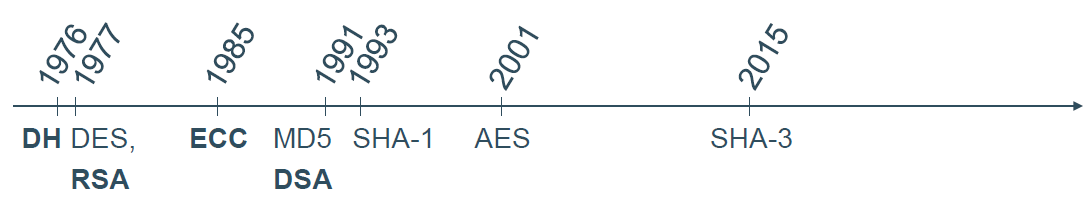 1976 1977 1985 1991 1993 2001 2015
DH DES, ECC MD5 SHA-1 AES SHA-3
RSA DSA